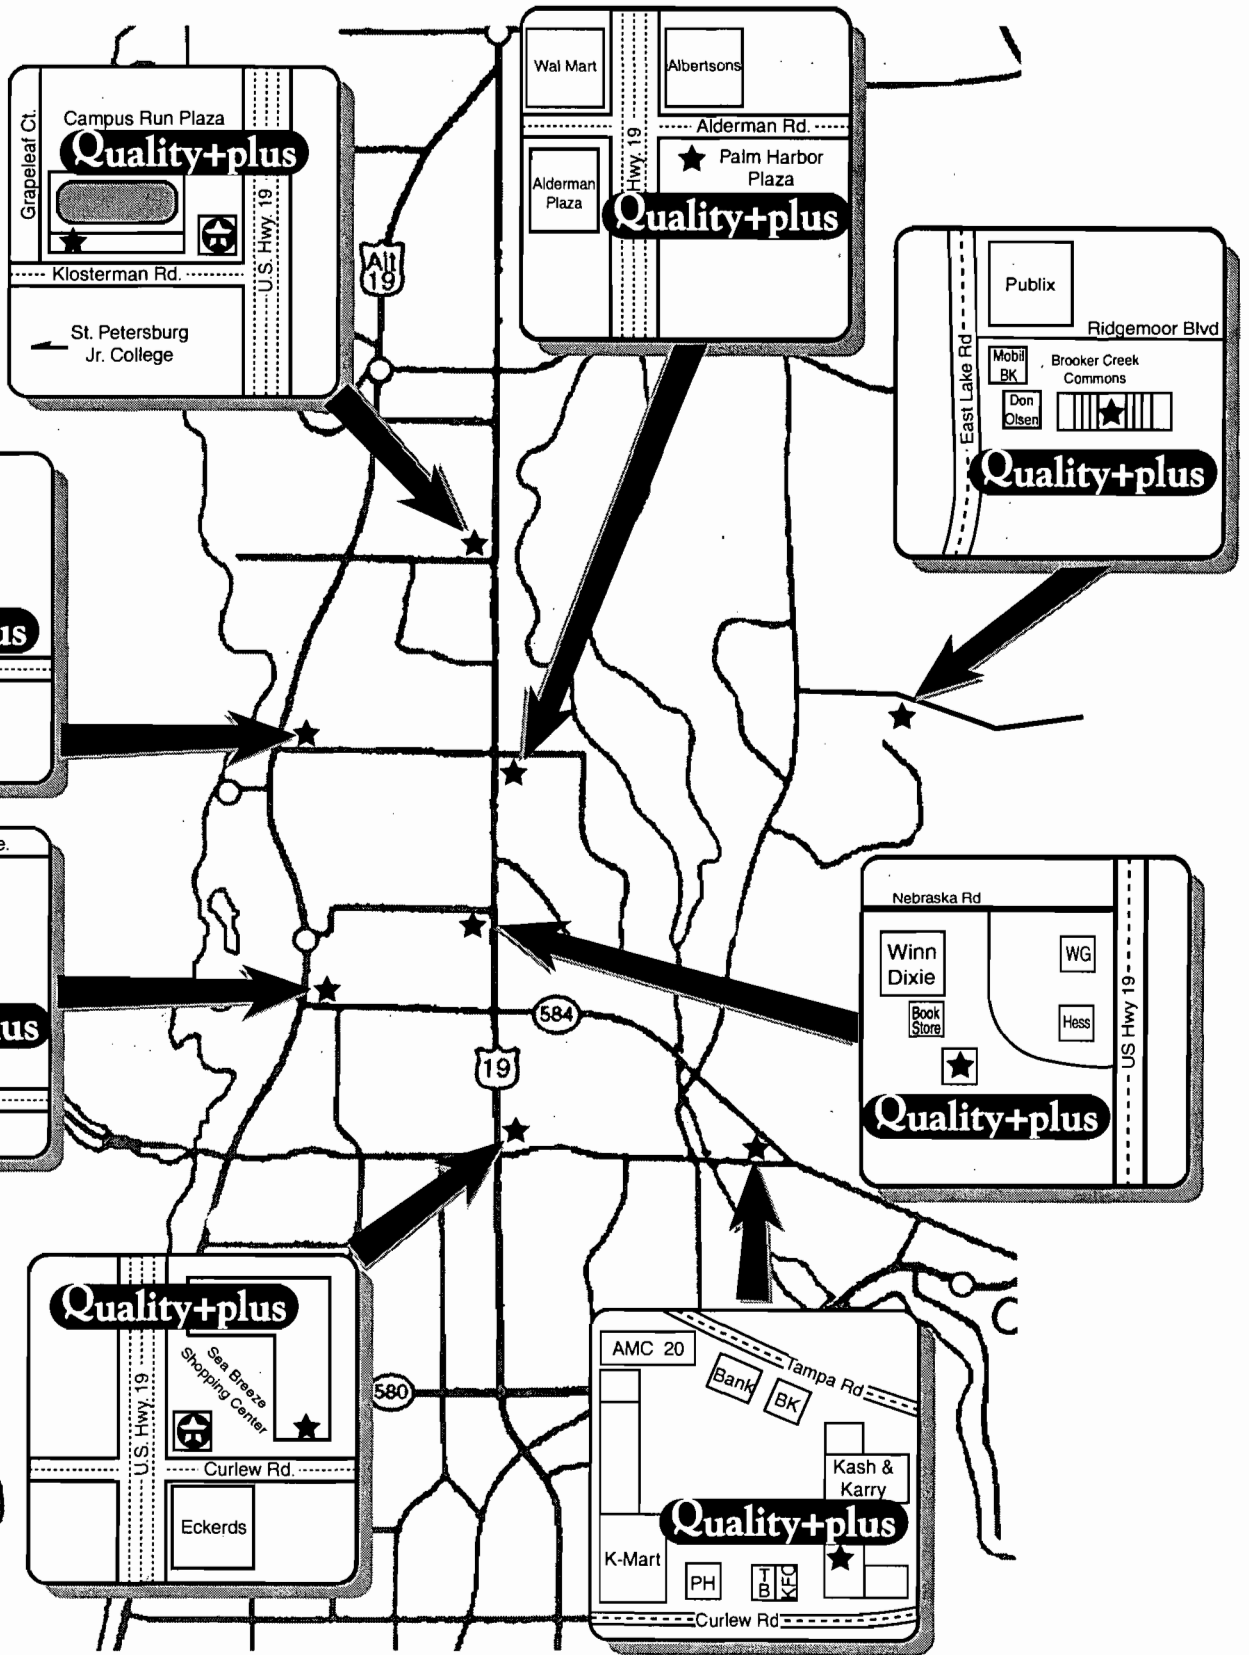 Grapeleaf Ct.
Campus Run Plaza
Quality+plus
U.S. Hwy. 19
Klosterman Rd.
St. Petersburg
Jr. College
Wal Mart
Albertsons
Alderman Rd.
Hwy. 19
Palm Harbor
Plaza
Alderman
Plaza
Quality+plus
Alt
19
Publix
Ridgemoor Blvd
East Lake Rd
Mobil
BK
Brooker Creek
Commons
Don
Olsen
Quality+plus
us
e.
us
Nebraska Rd
Winn
Dixie
WG
Book
Store
Hess
US Hwy 19
Quality+plus
584
19
Quality+plus
Sea Breeze
Shopping Center
U.S. Hwy. 19
Curlew Rd.
Eckerds
580
AMC 20
Tampa Rd
Bank
BK
Kash &
Karry
Quality+plus
K-Mart
PH
T
B
KFC
Curlew Rd